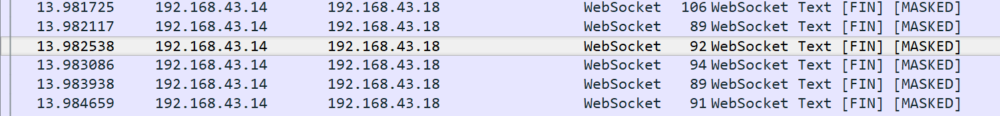 13.981725 192.168.43.14 192.168.43.18 WebSocket 106 WebSocket Text [FIN] [MASKED]
13.982117 192.168.43.14 192.168.43.18 WebSocket 89 WebSocket Text [FIN] [MASKED]
13.982538 192.168.43.14 192.168.43.18 WebSocket 92 WebSocket Text [FIN] [MASKED]
13.983086 192.168.43.14 192.168.43.18 WebSocket 94 WebSocket Text [FIN] [MASKED]
13.983938 192.168.43.14 192.168.43.18 WebSocket 89 WebSocket Text [FIN] [MASKED]
13.984659 192.168.43.14 192.168.43.18 WebSocket 91 WebSocket Text [FIN] [MASKED]